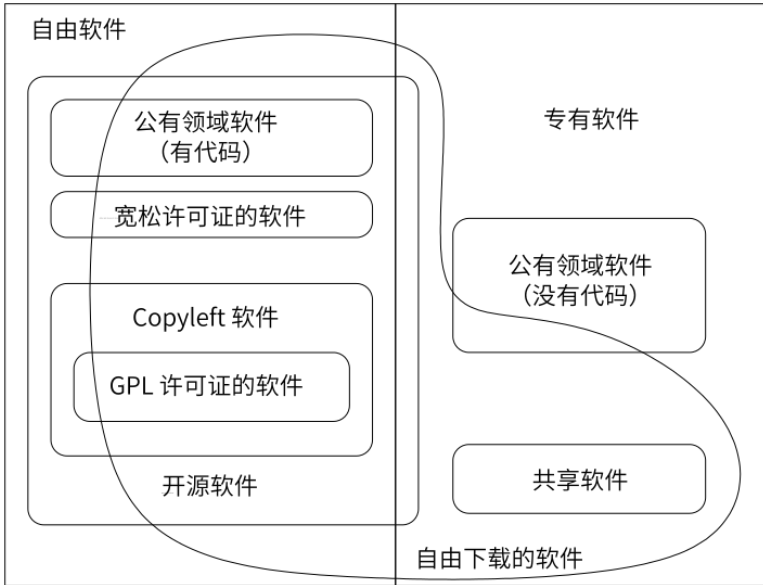 自由软件
公有领域软件
（有代码）
宽松许可证的软件
Copyleft 软件
GPL 许可证的软件
开源软件
专有软件
公有领域软件
（没有代码）
共享软件
自由下载的软件